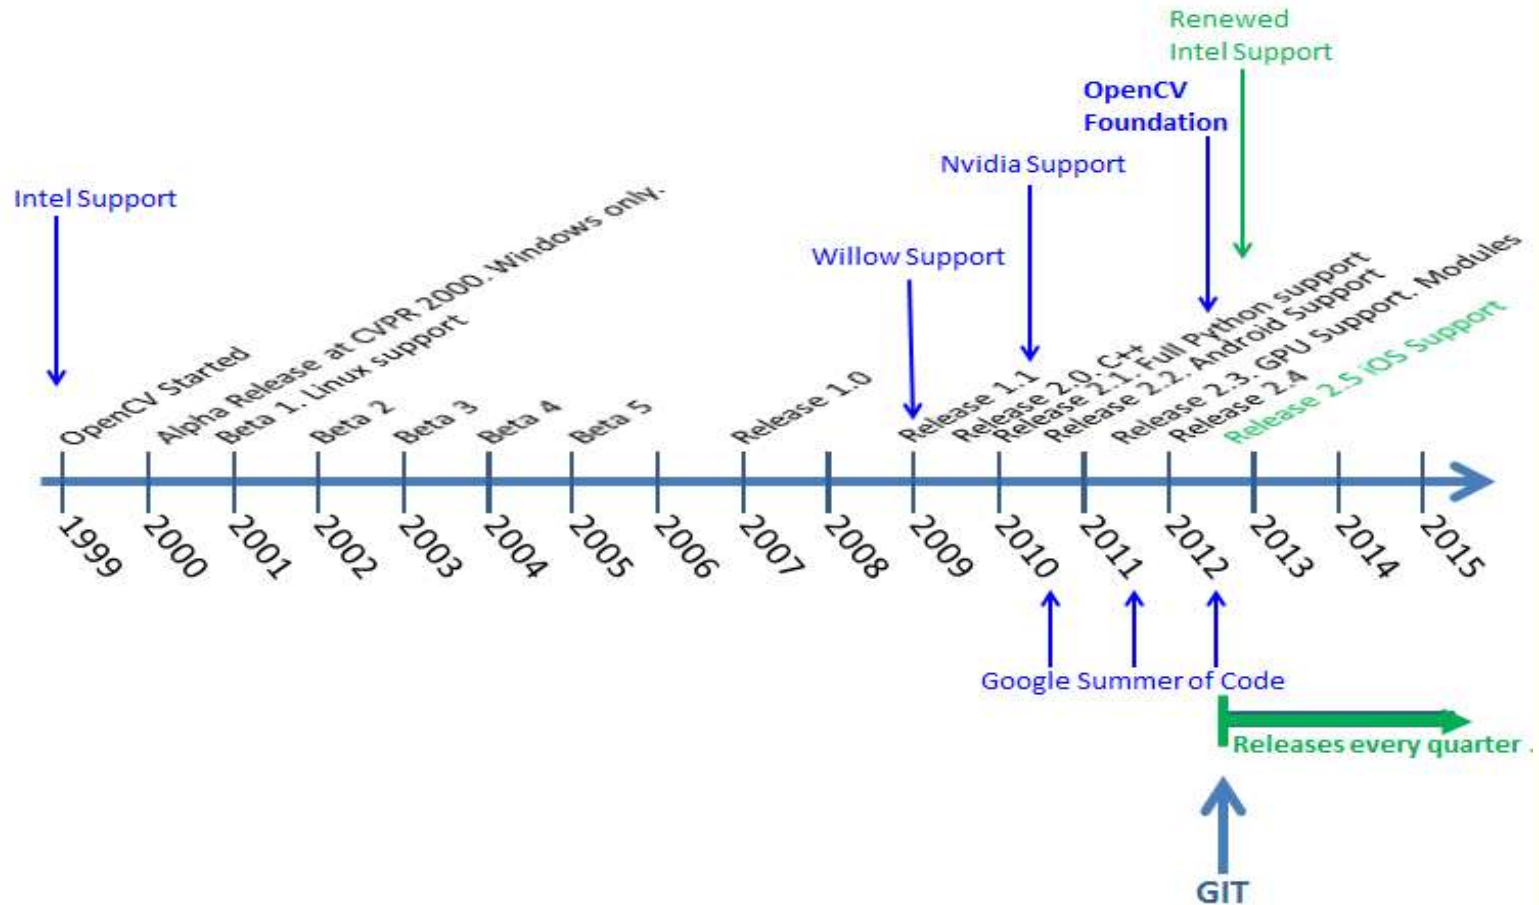 Renewed
Intel Support
OpenCV
Foundation
Nvidia Support
Intel Support
Willow Support
OpenCV Started
Alpha Release at CVPR 2000. Windows only.
Beta 1. Linux support
Beta 2
Beta 3
Beta 4
Beta 5
Release 1.0
Release 1.1
Release 2.0. C++
Release 2.1. Full Python support
Release 2.2. Android Support
Release 2.3. GPU Support. Modules
Release 2.4
Release 2.5 iOS Support
1999
2000
2001
2002
2003
2004
2005
2006
2007
2008
2009
2010
2011
2012
2013
2014
2015
Google Summer of Code
Releases every quarter .
GIT